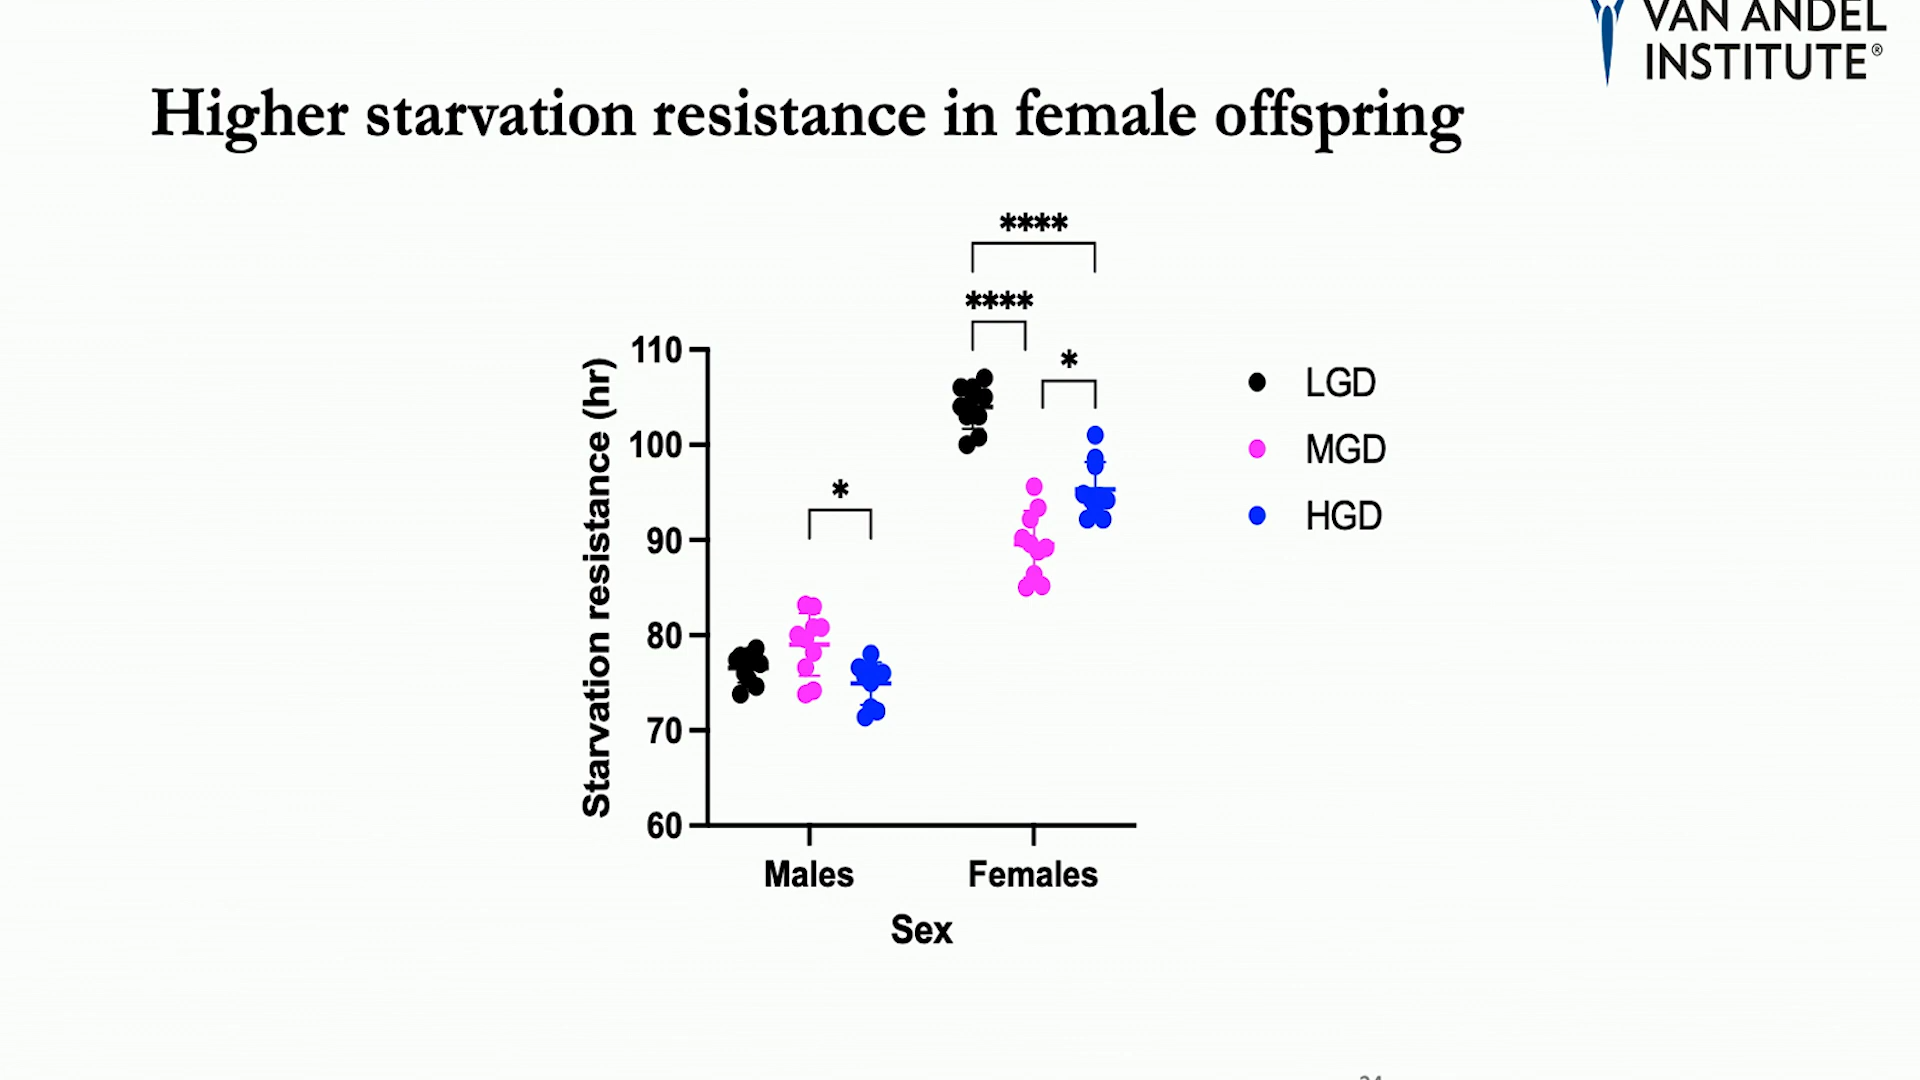 VAN ANDEL
INSTITUTE®
Higher starvation resistance in female offspring
****
****
*
*
110
100
90
80
70
60
Starvation resistance (hr)
Males
Females
Sex
LGD
MGD
HGD